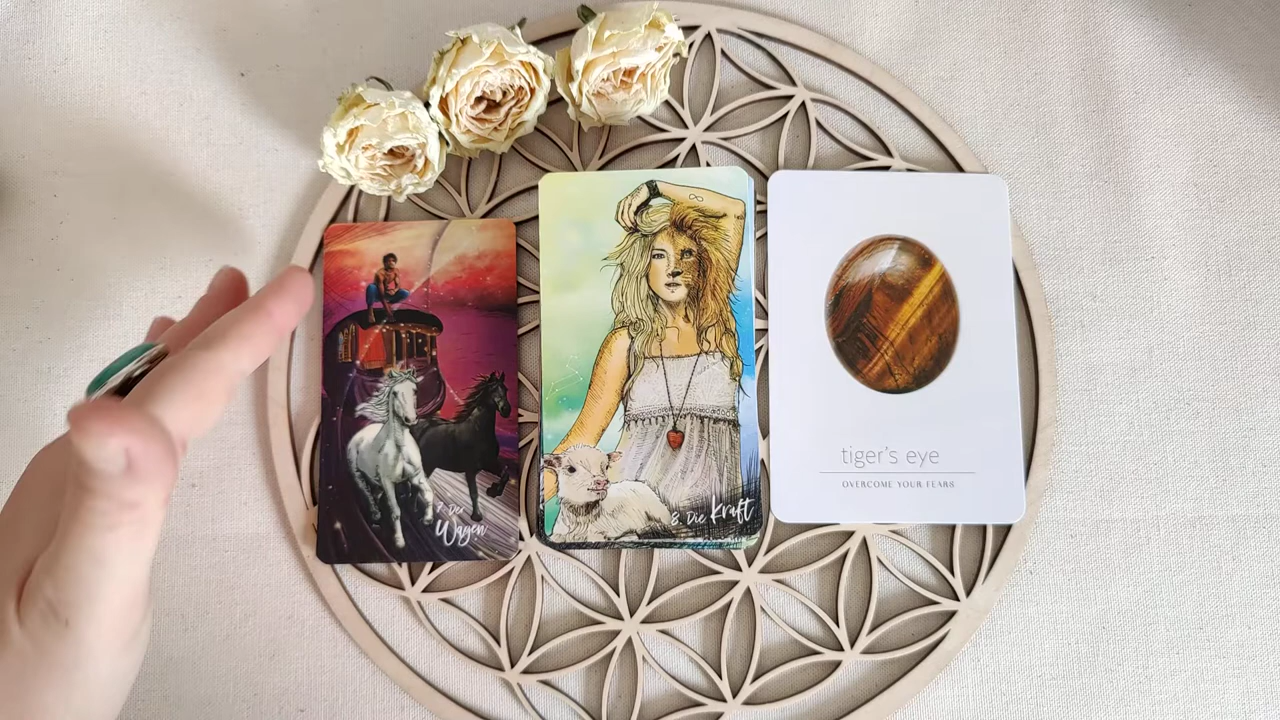 7. Der
Wagen
8. Die Kraft
tiger's eye
OVERCOME YOUR FEARS